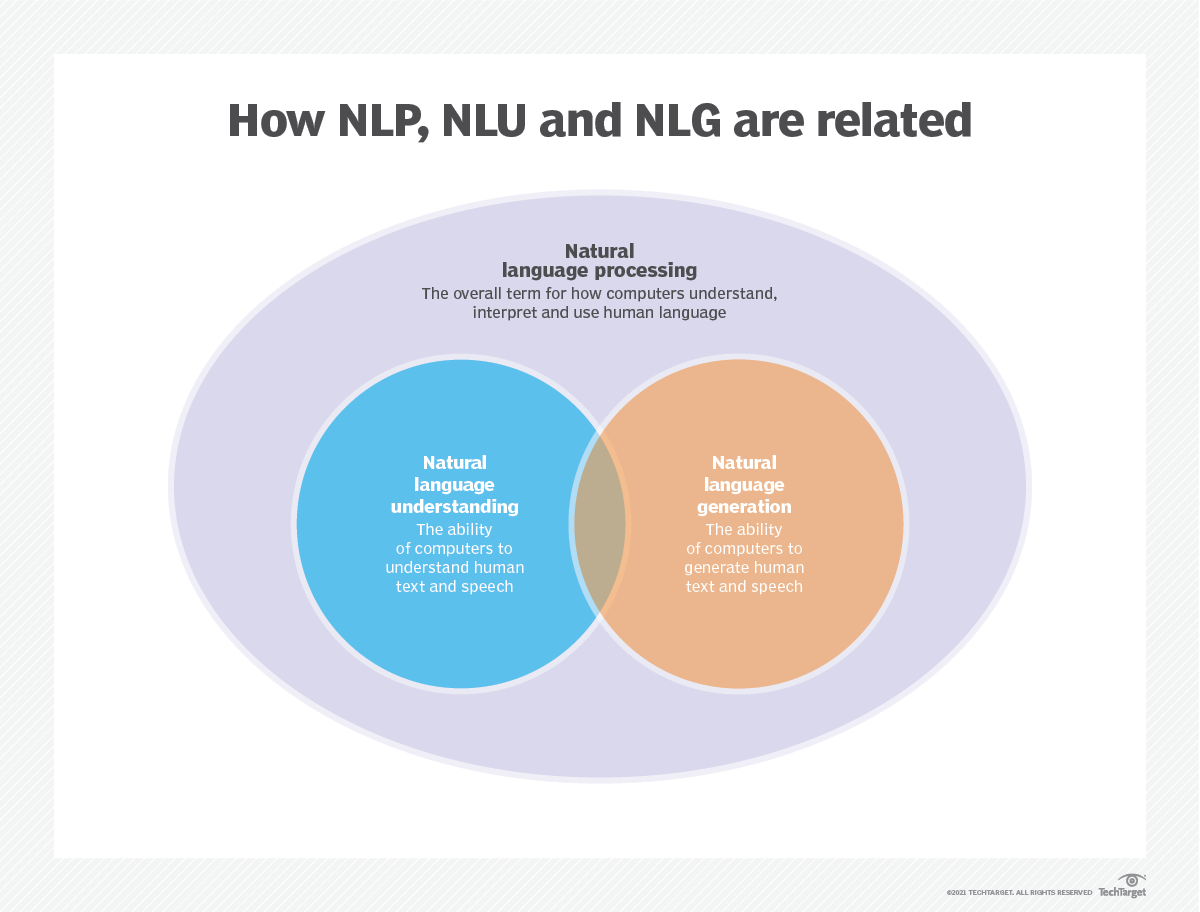 How NLP, NLU and NLG are related
Natural
language processing
The overall term for how computers understand,
interpret and use human language
Natural
language
understanding
The ability
of computers to
understand human
text and speech
Natural
language
generation
The ability
of computers to
generate human
text and speech
©2021 TECHTARGET. ALL RIGHTS RESERVED
TechTarget